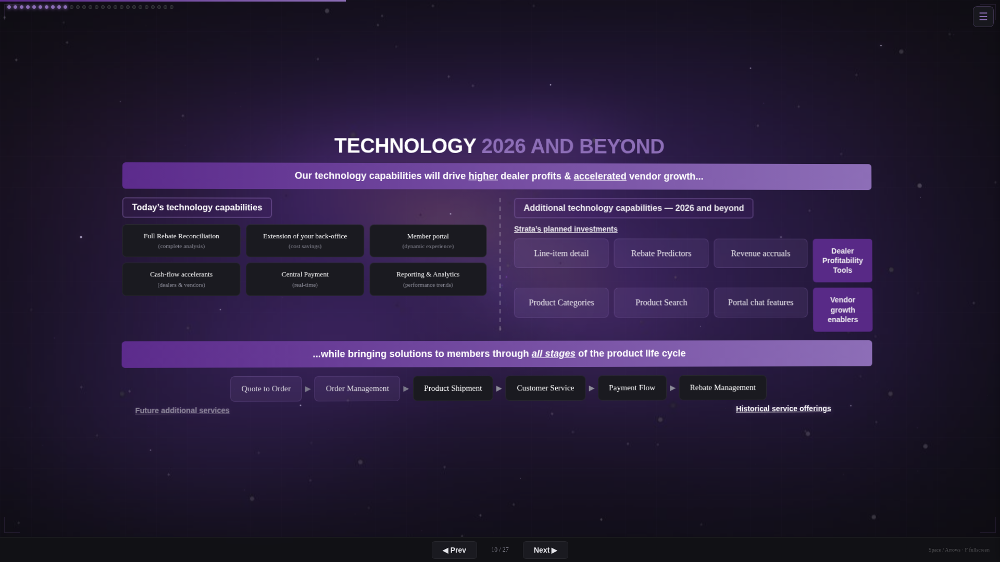 TECHNOLOGY 2026 AND BEYOND
Our technology capabilities will drive higher dealer profits & accelerated vendor growth...
Today’s technology capabilities
Full Rebate Reconciliation
(complete analysis)
Extension of your back-office
(cost savings)
Member portal
(dynamic experience)
Cash-flow accelerants
(dealers & vendors)
Central Payment
(real-time)
Reporting & Analytics
(performance trends)
Additional technology capabilities — 2026 and beyond
Strata’s planned investments
Line-item detail
Rebate Predictors
Revenue accruals
Dealer
Profitability
Tools
Product Categories
Product Search
Portal chat features
Vendor
growth
enablers
...while bringing solutions to members through all stages of the product life cycle
Quote to Order ▶ Order Management ▶ Product Shipment ▶ Customer Service ▶ Payment Flow ▶ Rebate Management
Future additional services
Historical service offerings
◀ Prev
10 / 27
Next ▶
Space / Arrows · F fullscreen